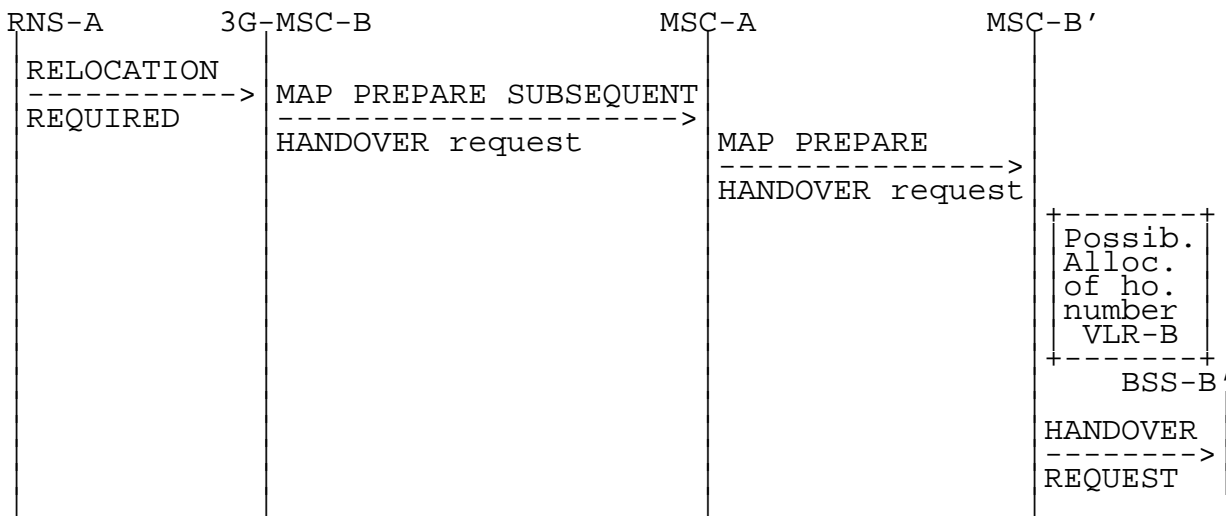 RNS-A 3G-MSC-B MSC-A MSC-B'
RELOCATION
-----------> MAP PREPARE SUBSEQUENT
REQUIRED --------------------->
HANDOVER request MAP PREPARE
--------------->
HANDOVER request
+-------+
Possib.
Alloc.
of ho.
number
VLR-B
+-------+
BSS-B'
HANDOVER
-------->
REQUEST